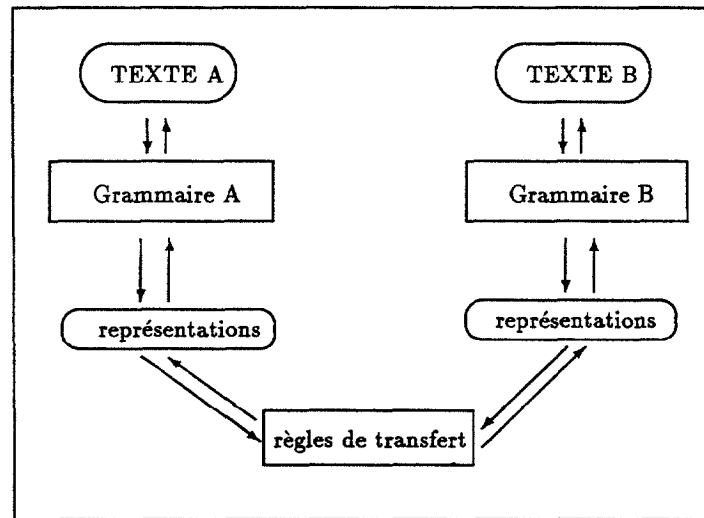 TEXTE A
TEXTE B
Grammaire A
Grammaire B
représentations
représentations
règles de transfert